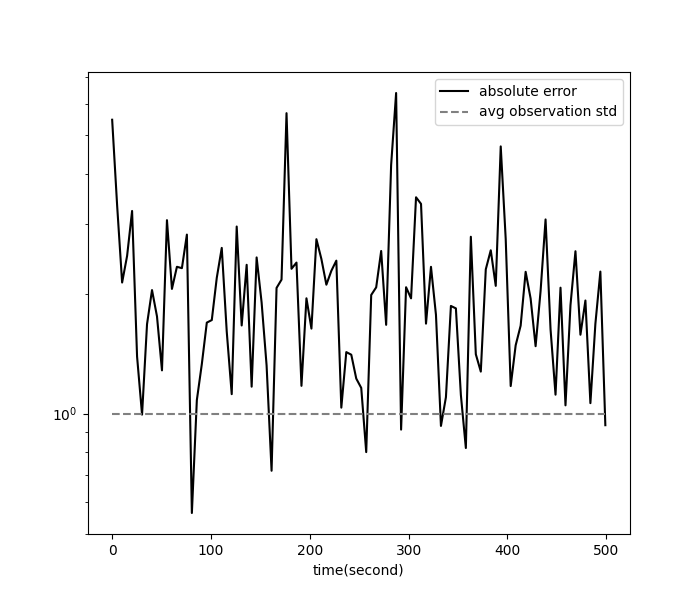 absolute error
avg observation std
10⁰
0 100 200 300 400 500
time(second)